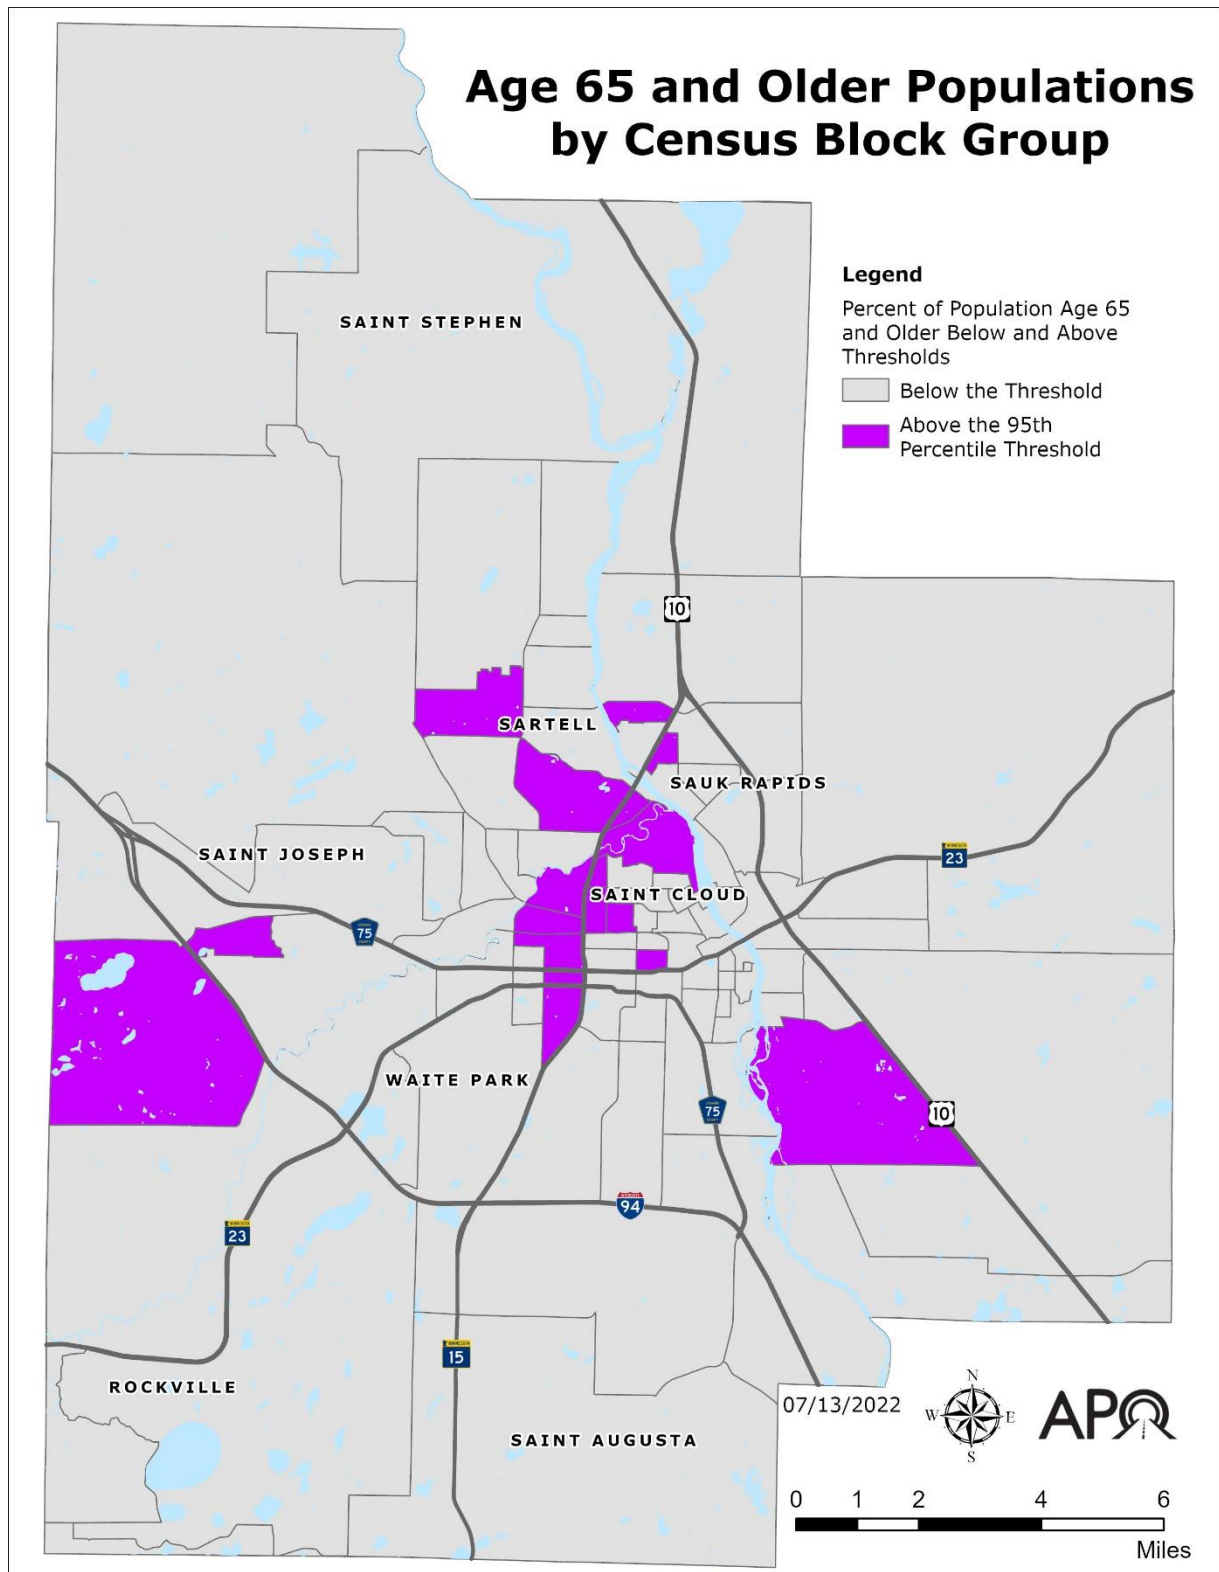 Age 65 and Older Populations
by Census Block Group
Legend
Percent of Population Age 65
and Older Below and Above
Thresholds
Below the Threshold
Above the 95th
Percentile Threshold
SAINT STEPHEN
10
SARTELL
SAUK RAPIDS
SAINT JOSEPH
23
SAINT CLOUD
75
WAITE PARK
75
10
94
23
15
ROCKVILLE
SAINT AUGUSTA
07/13/2022
N
W
E
S
APO
0 1 2 4 6
Miles